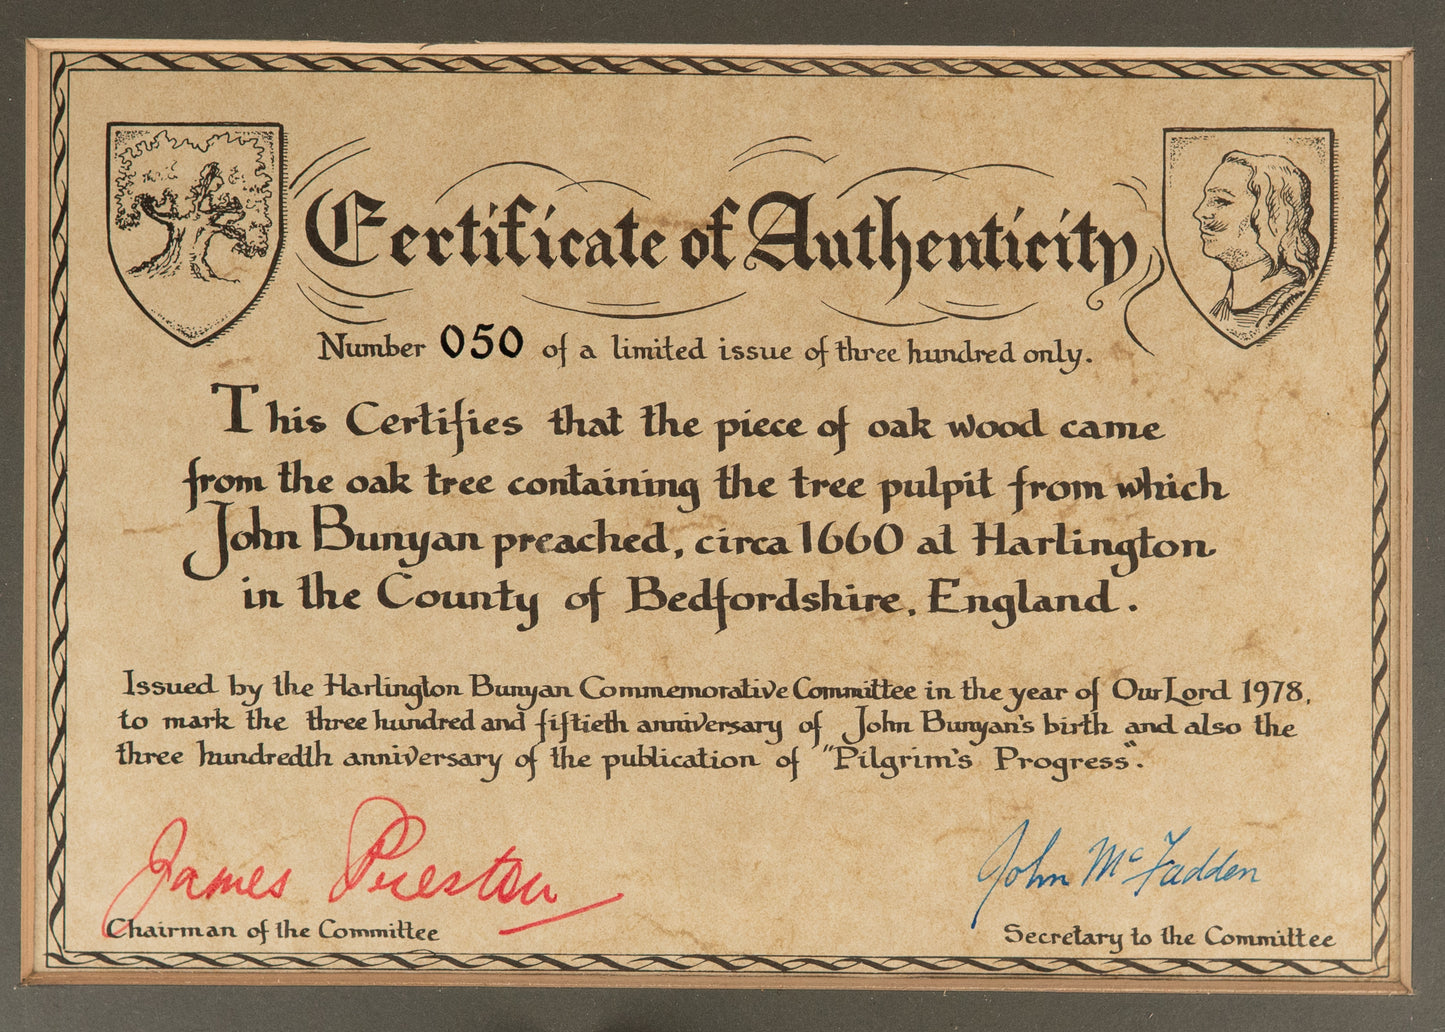 Certificate of Authenticity
Number 050 of a limited issue of three hundred only.
This Certifies that the piece of oak wood came
from the oak tree containing the tree pulpit from which
John Bunyan preached, circa 1660 at Harlington
in the County of Bedfordshire, England.
Issued by the Harlington Bunyan Commemorative Committee in the year of Our Lord 1978,
to mark the three hundred and fiftieth anniversary of John Bunyan's birth and also the
three hundredth anniversary of the publication of "Pilgrim's Progress".
James Preston
Chairman of the Committee
John McFadden
Secretary to the Committee